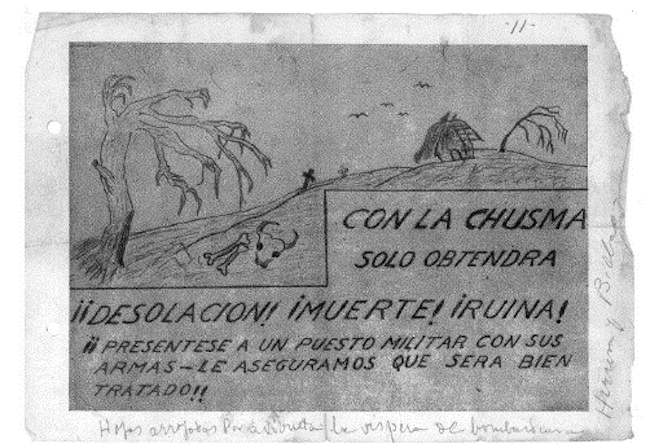 -11-
CON LA CHUSMA
SOLO OBTENDRA
¡¡DESOLACION! ¡MUERTE! ¡RUINA!
¡¡ PRESENTESE A UN PUESTO MILITAR CON SUS
ARMAS-LE ASEGURAMOS QUE SERA BIEN
TRATADO!!
Hojas arrojadas la víspera de